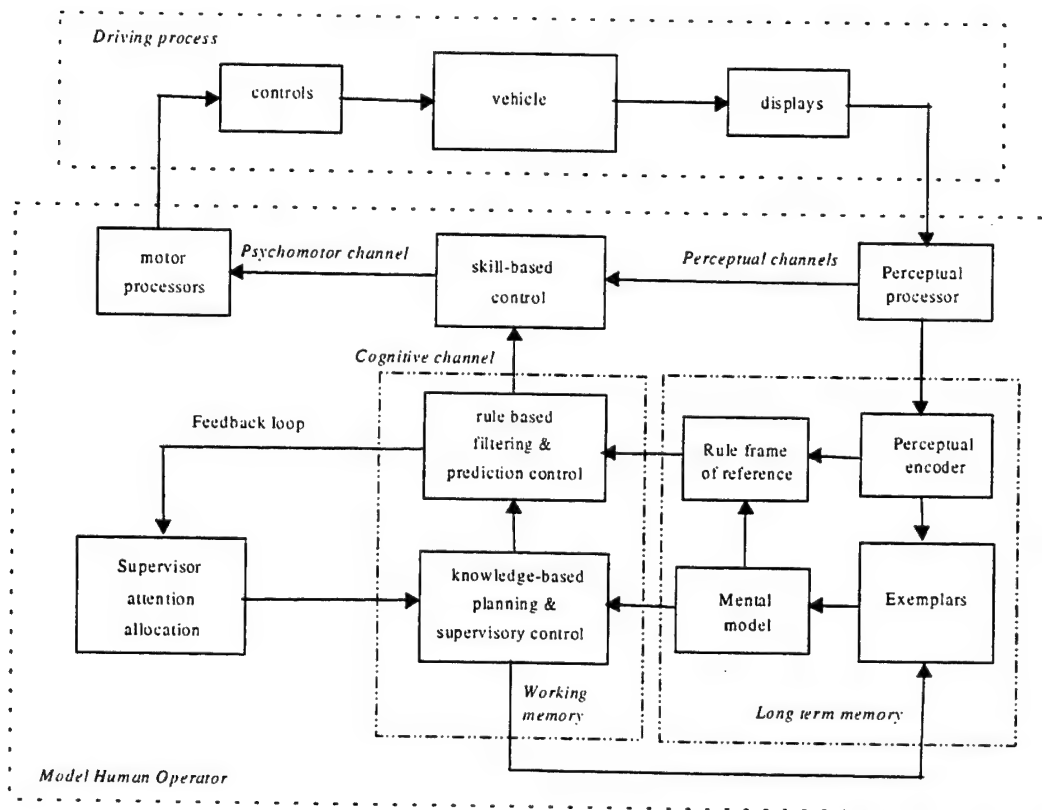 Driving process
controls
vehicle
displays
motor
processors
Psychomotor channel
skill-based
control
Perceptual channels
Perceptual
processor
Cognitive channel
Feedback loop
rule based
filtering &
prediction control
Rule frame
of reference
Perceptual
encoder
Supervisor
attention
allocation
knowledge-based
planning &
supervisory control
Mental
model
Exemplars
Working
memory
Long term memory
Model Human Operator